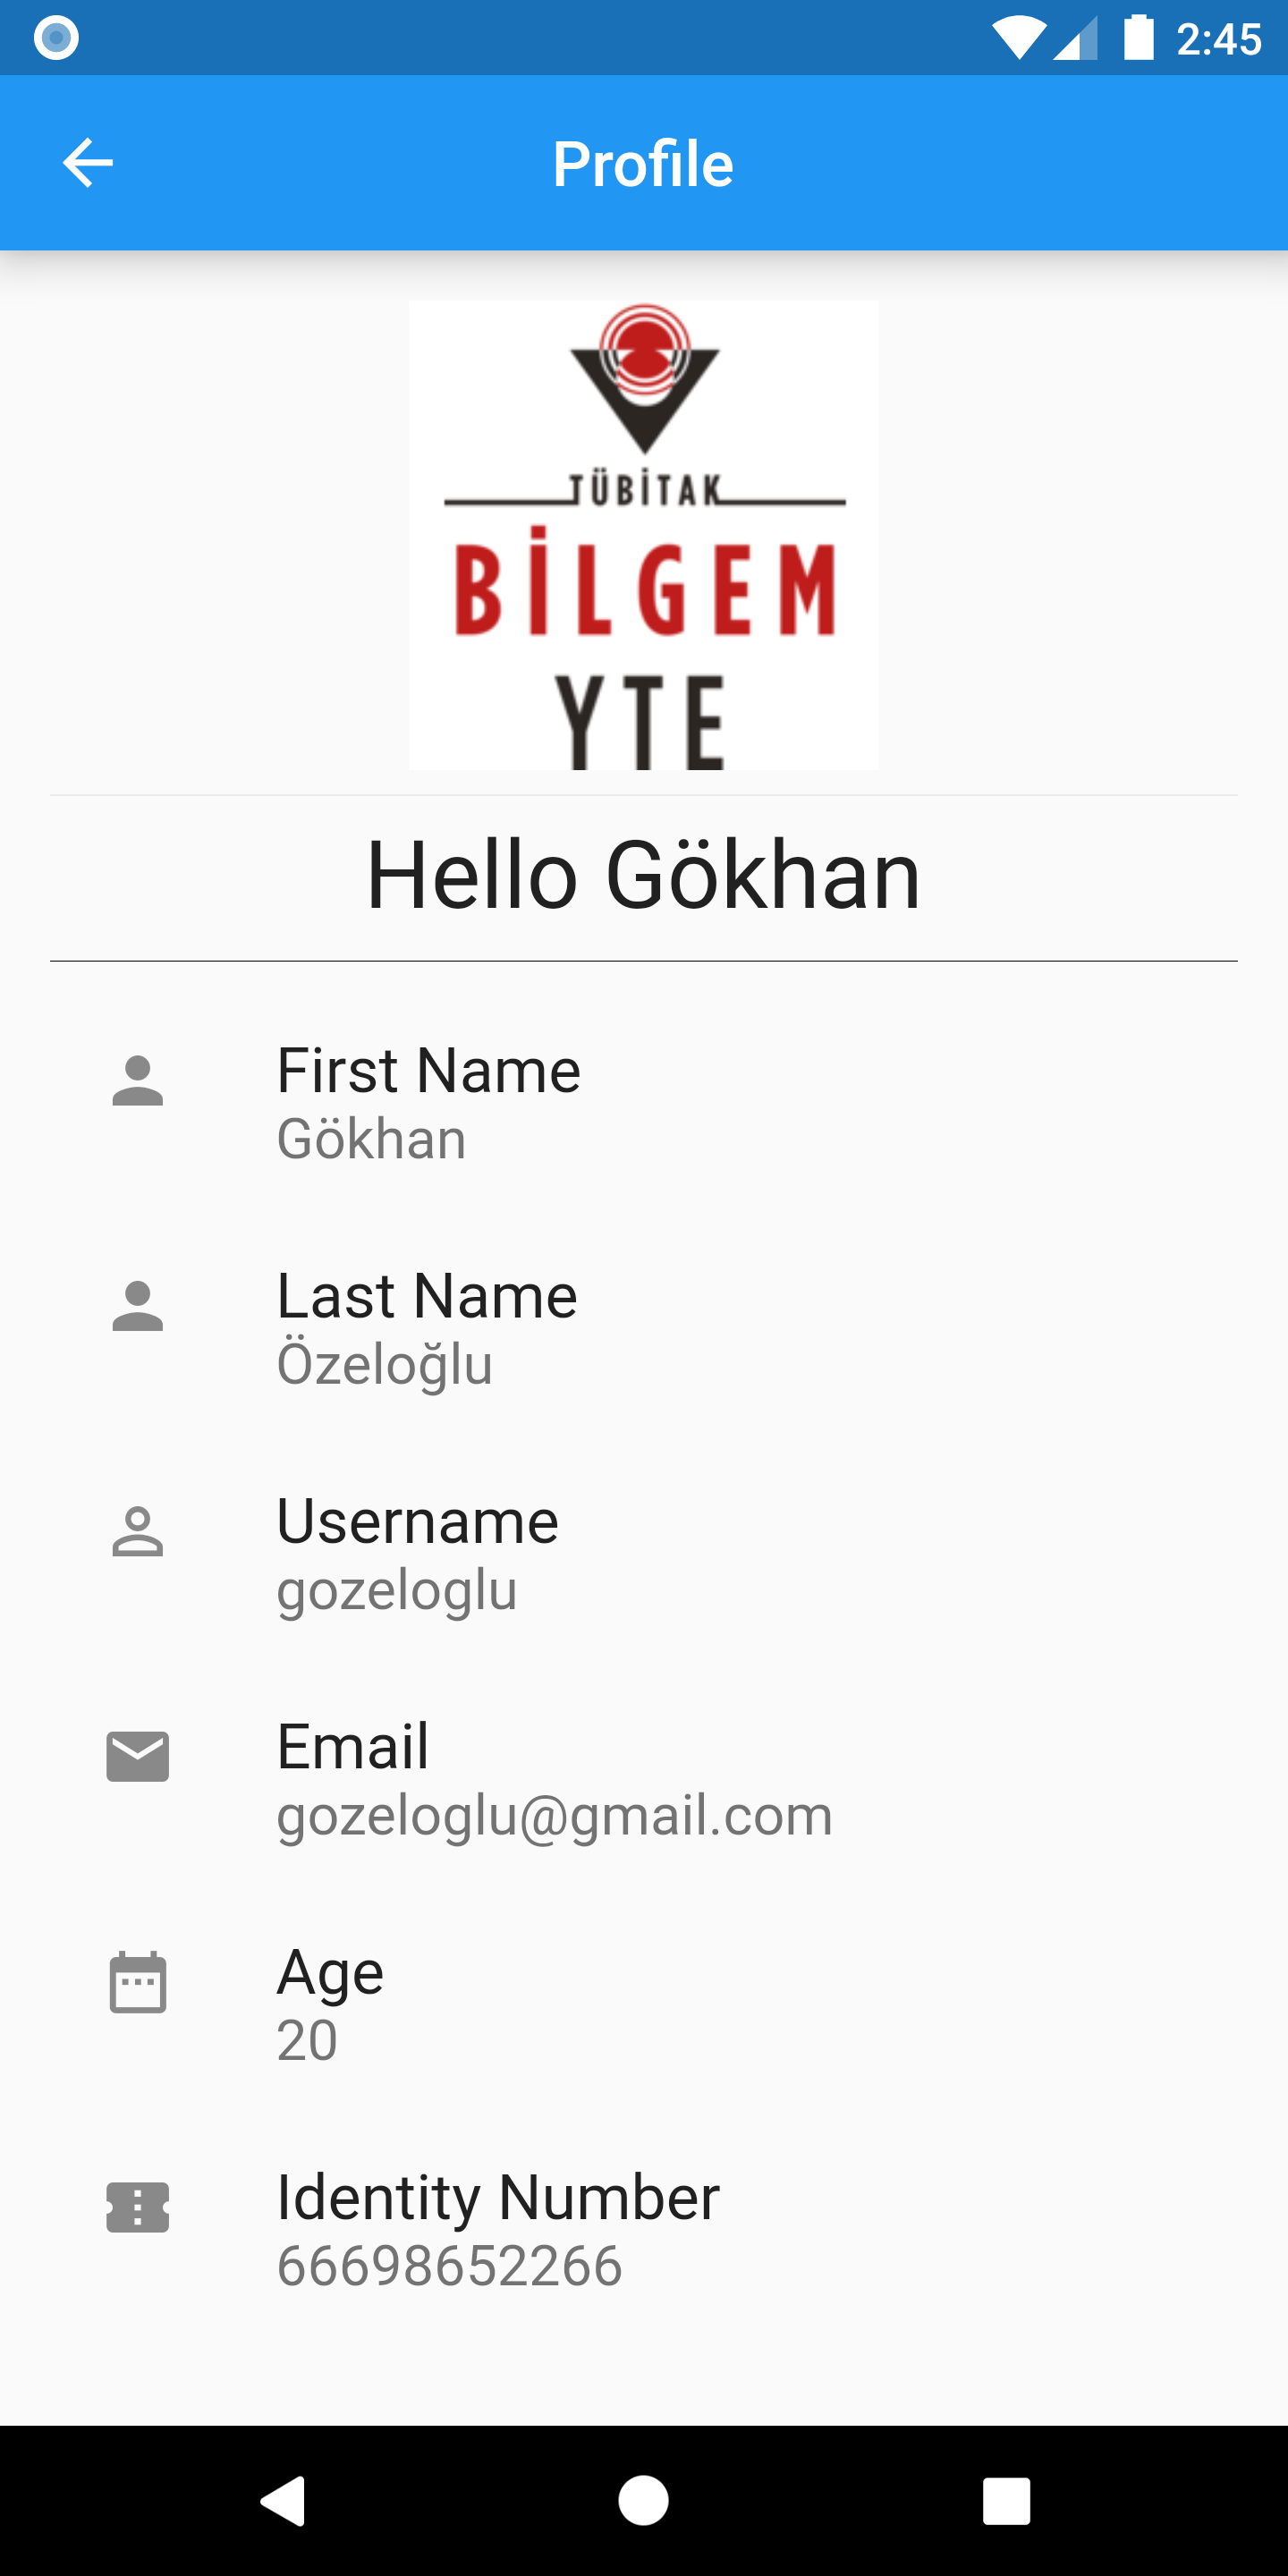 2:45
Profile
TÜBİTAK
BİLGEM
YTE
Hello Gökhan
First Name
Gökhan
Last Name
Özeloğlu
Username
gozeloglu
Email
gozeloglu@gmail.com
Age
20
Identity Number
66698652266